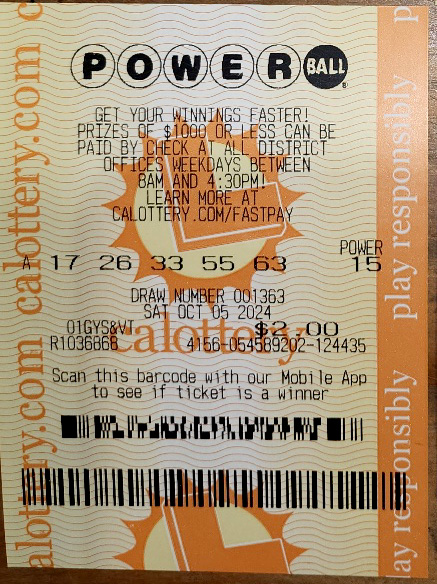 POWERBALL
GET YOUR WINNINGS FASTER!
PRIZES OF $1000 OR LESS CAN BE
PAID BY CHECK AT ALL DISTRICT
OFFICES WEEKDAYS BETWEEN
8AM AND 4:30PM!
LEARN MORE AT
CALOTTERY.COM/FASTPAY
POWER
A 17 26 33 55 63 15
DRAW NUMBER 001363
SAT OCT 05 2024
01GYS&VT $2.00
R1036868 4156-054589202-124435
calottery
Scan this barcode with our Mobile App
to see if ticket is a winner
calottery.com calottery.com c
ay responsibly play responsibly p